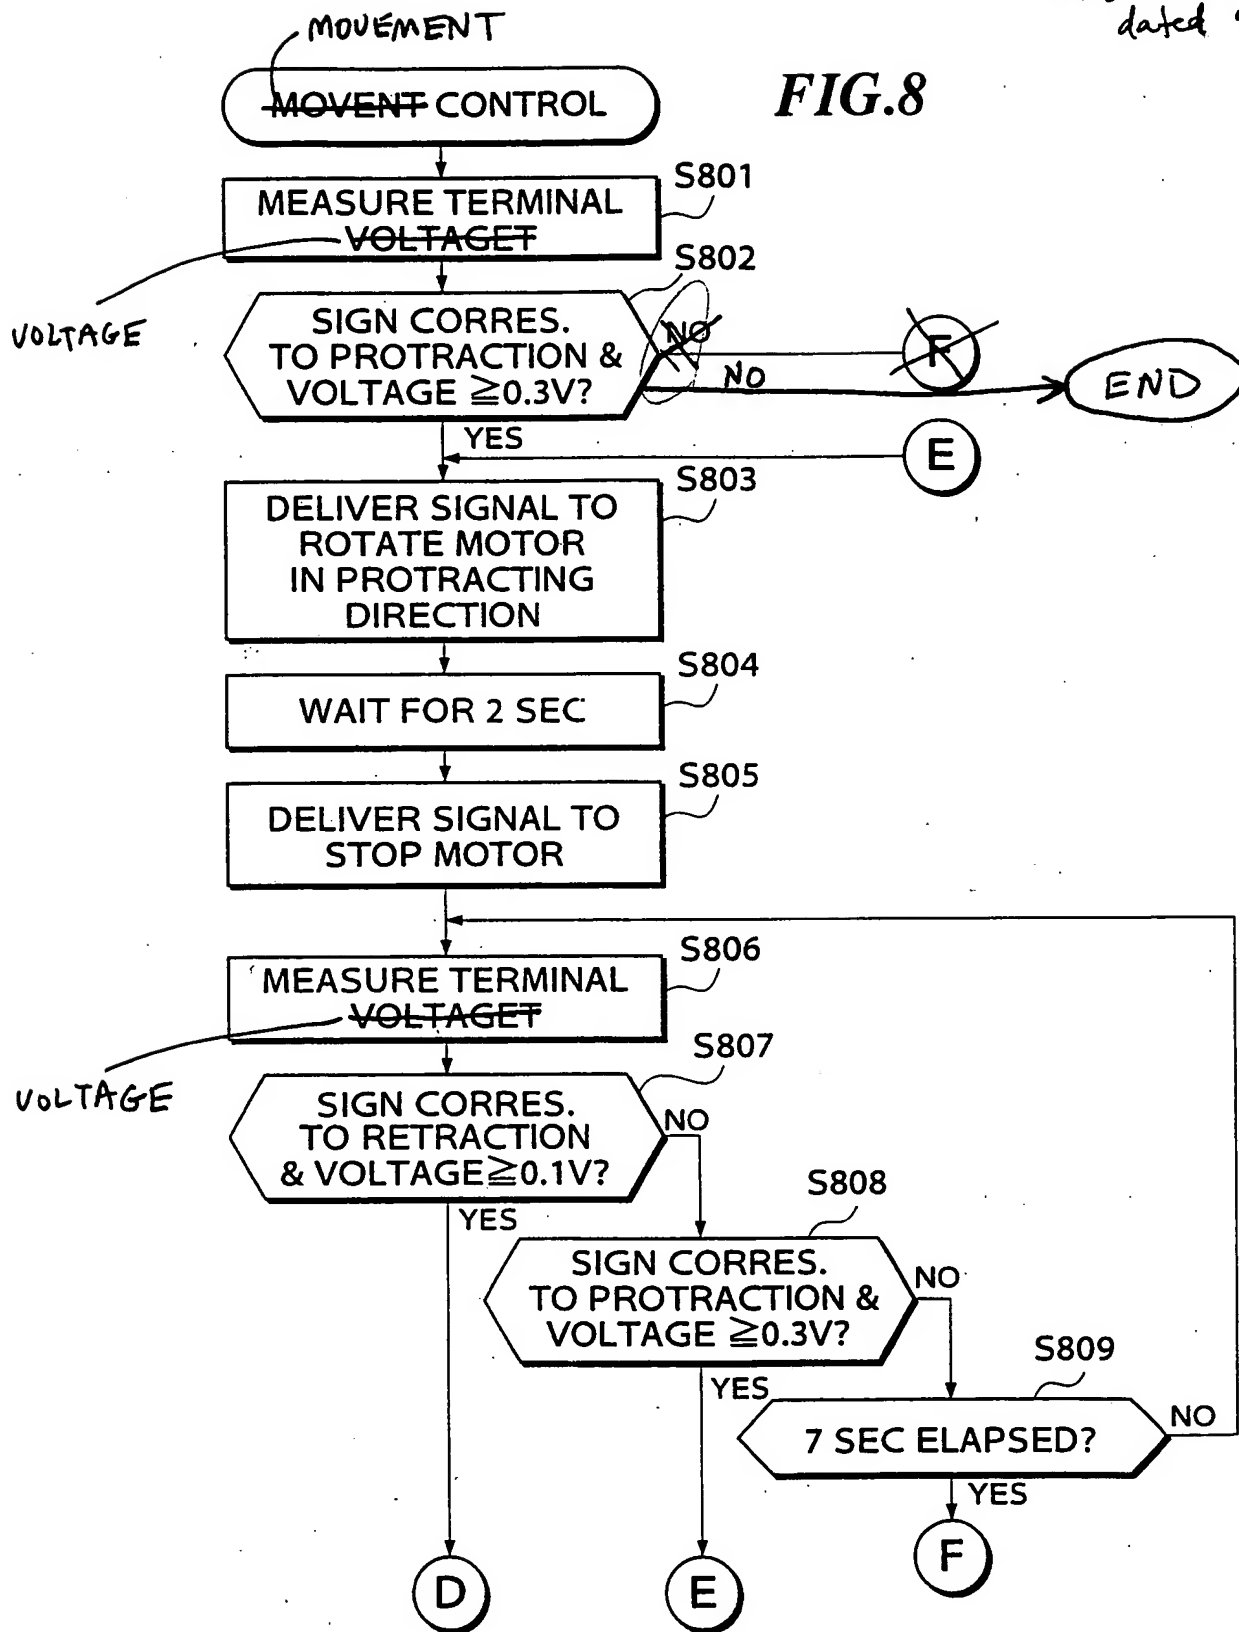 dated
MOVEMENT
MOVENT CONTROL
FIG.8
S801
MEASURE TERMINAL
VOLTAGET
VOLTAGE
S802
SIGN CORRES.
TO PROTRACTION &
VOLTAGE ≧0.3V?
NO
F
NO
END
YES
E
S803
DELIVER SIGNAL TO
ROTATE MOTOR
IN PROTRACTING
DIRECTION
S804
WAIT FOR 2 SEC
S805
DELIVER SIGNAL TO
STOP MOTOR
S806
MEASURE TERMINAL
VOLTAGET
VOLTAGE
S807
SIGN CORRES.
TO RETRACTION
& VOLTAGE≧0.1V?
NO
YES
S808
SIGN CORRES.
TO PROTRACTION &
VOLTAGE ≧0.3V?
NO
YES
S809
7 SEC ELAPSED?
NO
YES
D
E
F